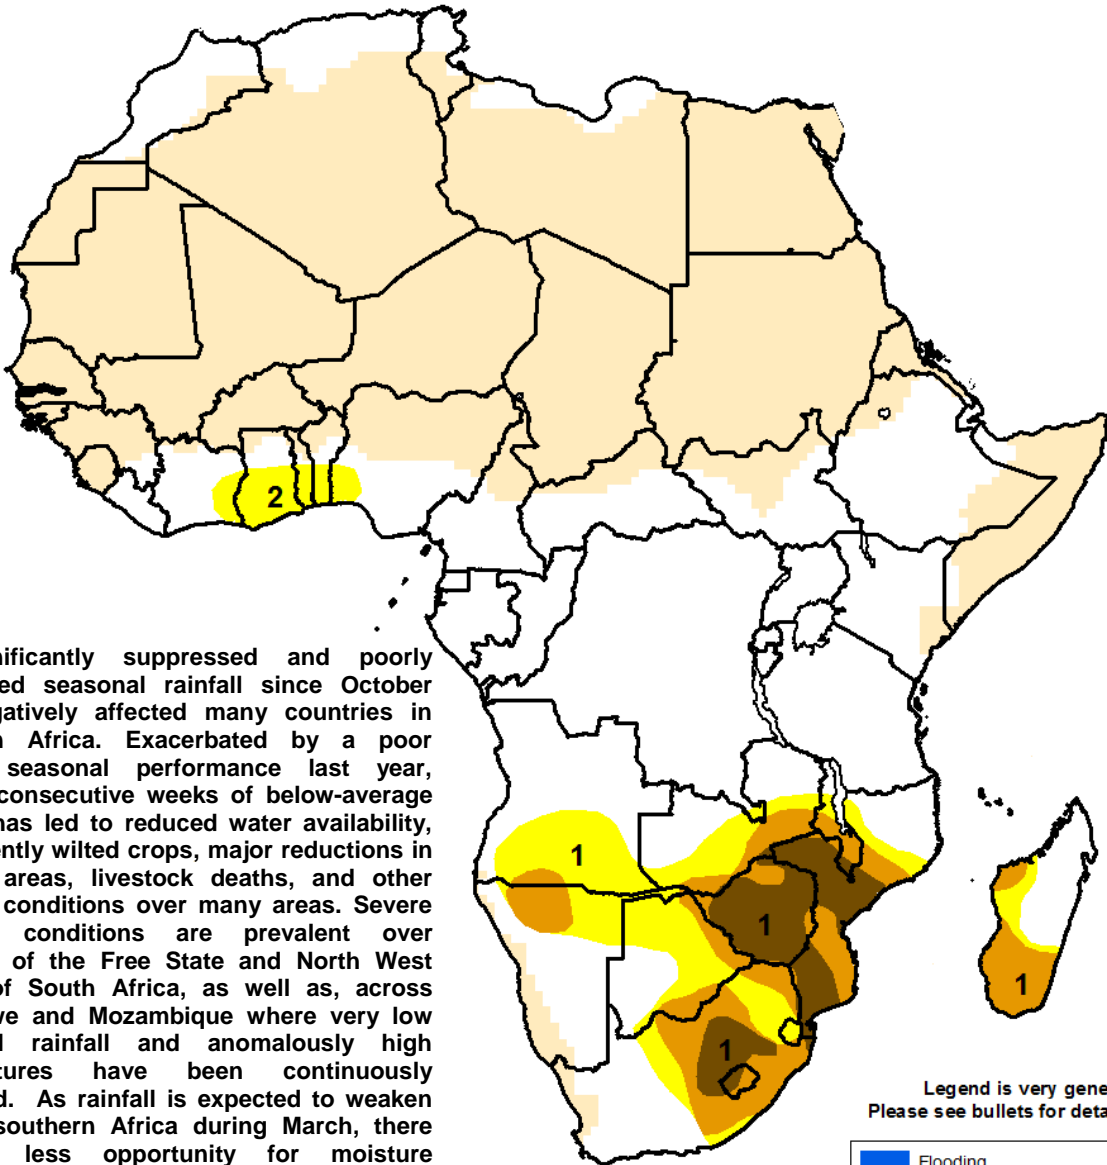 2
nificantly suppressed and poorly
ed seasonal rainfall since October
gatively affected many countries in
n Africa. Exacerbated by a poor
seasonal performance last year,
consecutive weeks of below-average
has led to reduced water availability,
ently wilted crops, major reductions in
areas, livestock deaths, and other
conditions over many areas. Severe
conditions are prevalent over
of the Free State and North West
of South Africa, as well as, across
we and Mozambique where very low
l rainfall and anomalously high
tures have been continuously
d. As rainfall is expected to weaken
southern Africa during March, there
less opportunity for moisture
1
1
1
1
Legend is very gene
Please see bullets for deta
Flooding